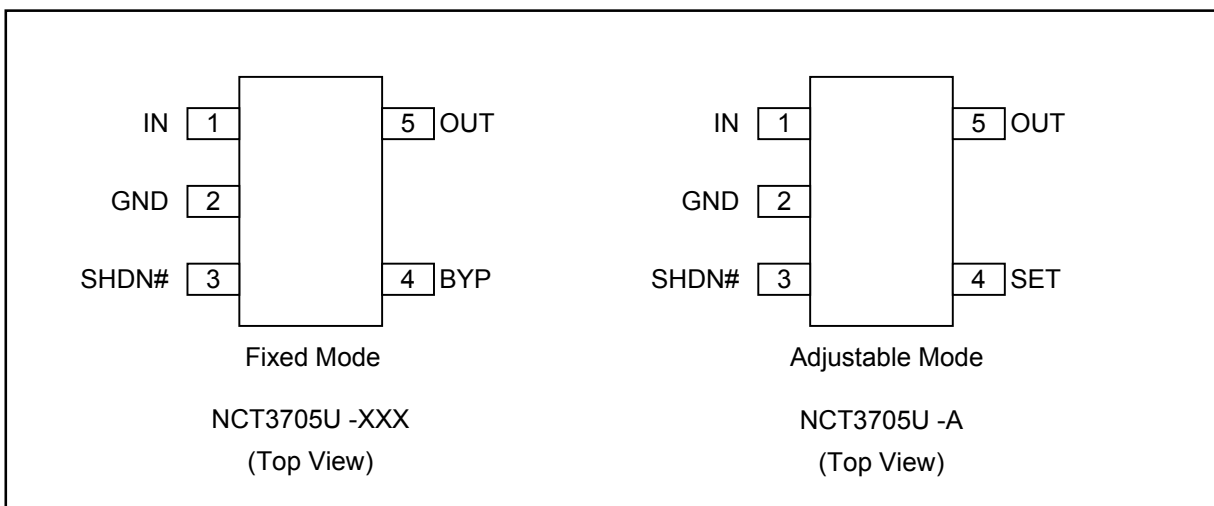 IN 1 5 OUT
GND 2
SHDN# 3 4 BYP
Fixed Mode
NCT3705U -XXX
(Top View)
IN 1 5 OUT
GND 2
SHDN# 3 4 SET
Adjustable Mode
NCT3705U -A
(Top View)